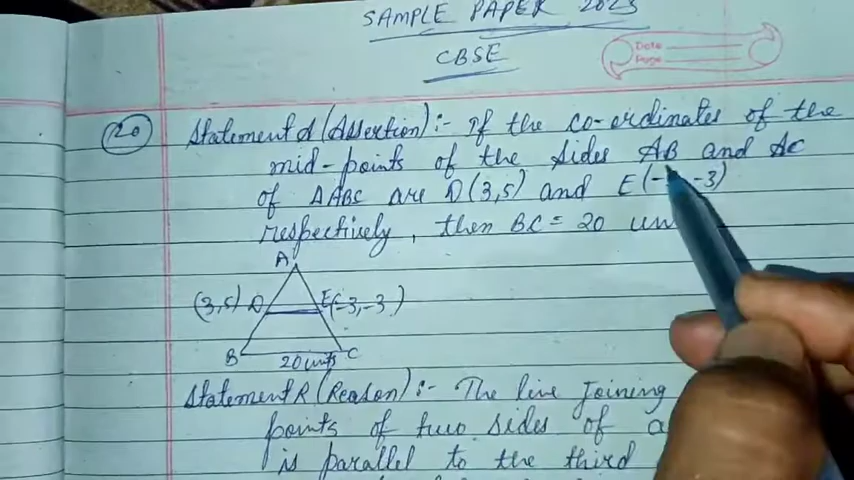 SAMPLE PAPER 2023
CBSE
Date
Page
20 Statement A (Assertion) :- If the co-ordinates of the
mid-points of the sides AB and AC
of ΔABC are D(3,5) and E(- -3)
respectively, then BC = 20
A
(3,5) D E(-3,-3)
B 20 units C
Statement R (Reason) :- The line Joining
points of two sides of a
is parallel to the third